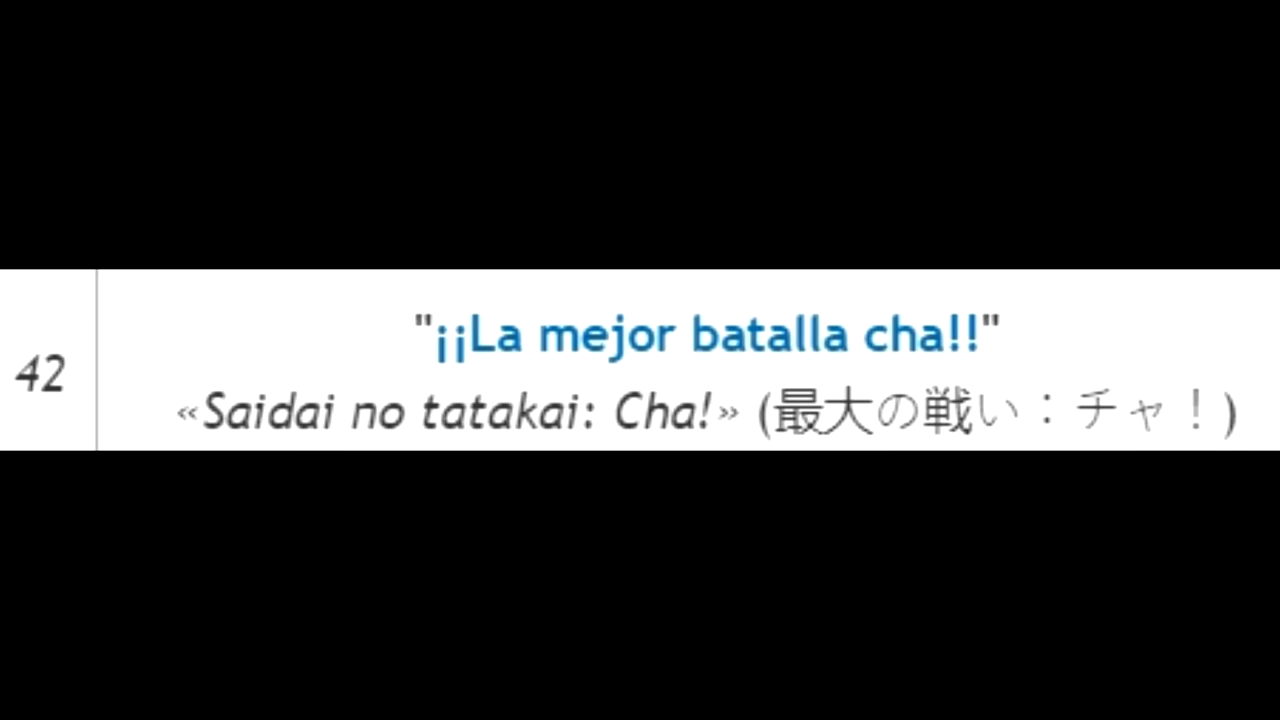 42
"¡¡La mejor batalla cha!!"
«Saidai no tatakai: Cha!» (最大の戦い：チャ！)